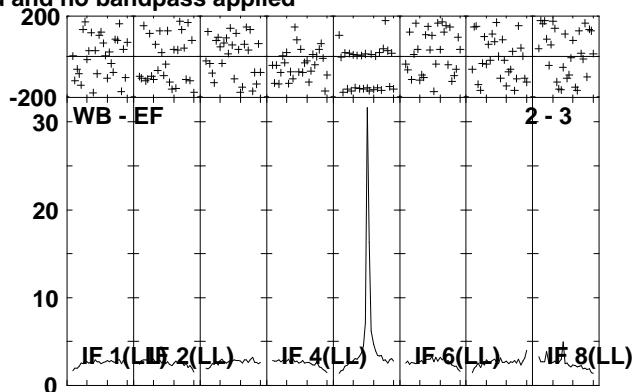 and no bandpass applied
200
-200
WB - EF 2 - 3
30
20
10
IF 1(LL) IF 2(LL) IF 4(LL) IF 6(LL) IF 8(LL)
0